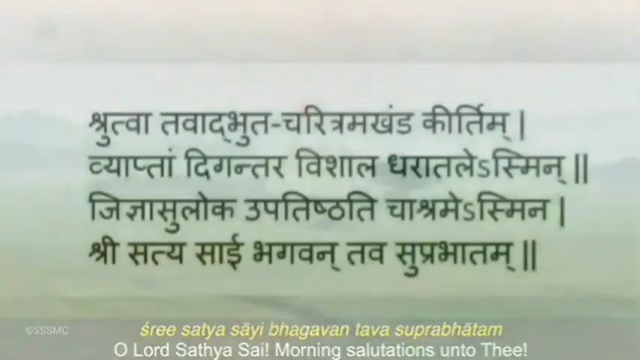 श्रुत्वा तवाद्भुत-चरित्रमखंड कीर्तिम् |
व्याप्तां दिगन्तर विशाल धरातलेऽस्मिन् ||
जिज्ञासुलोक उपतिष्ठति चाश्रमेऽस्मिन |
श्री सत्य साई भगवन् तव सुप्रभातम् ||
©SSSMC
śree satya sāyi bhagavan tava suprabhātam
O Lord Sathya Sai! Morning salutations unto Thee!